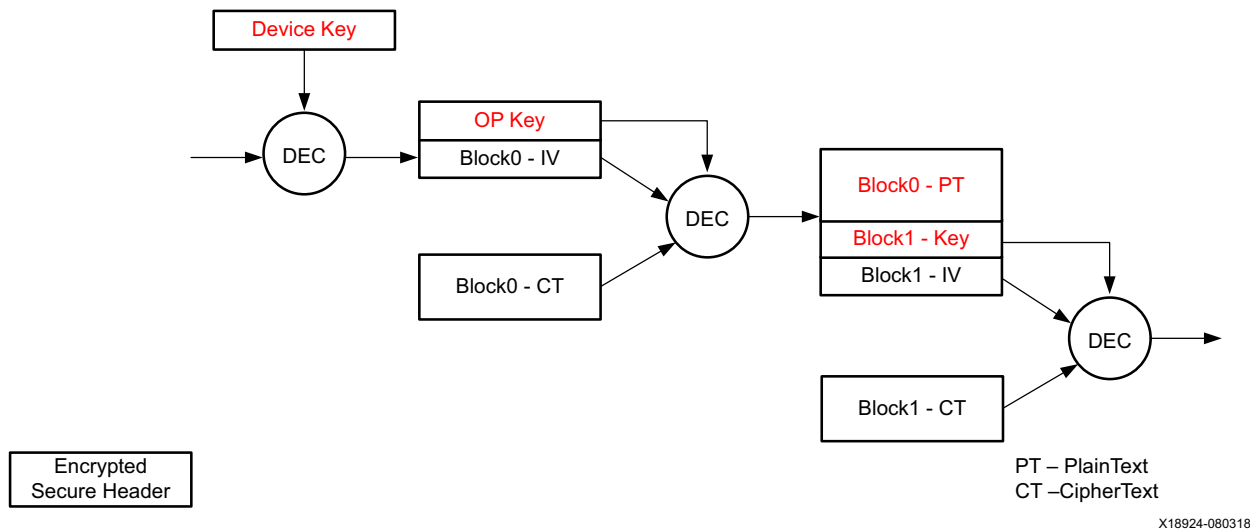 Device Key
DEC
OP Key
Block0 - IV
DEC
Block0 - CT
Block0 - PT
Block1 - Key
Block1 - IV
DEC
Block1 - CT
Encrypted
Secure Header
PT – PlainText
CT –CipherText
X18924-080318